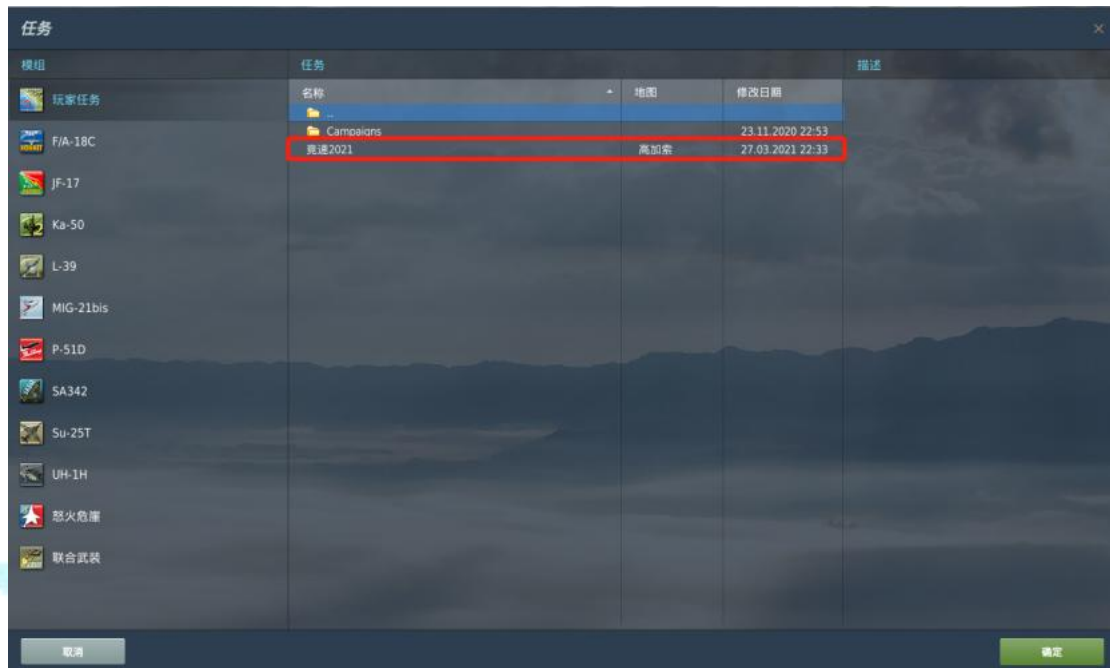 任务
×
模组 任务 描述
名称 地图 修改日期
玩家任务
..
Campaigns 23.11.2020 22:53
竞速2021 高加索 27.03.2021 22:33
F/A-18C
JF-17
Ka-50
L-39
MIG-21bis
P-51D
SA342
Su-25T
UH-1H
怒火危崖
联合武装
取消 确定